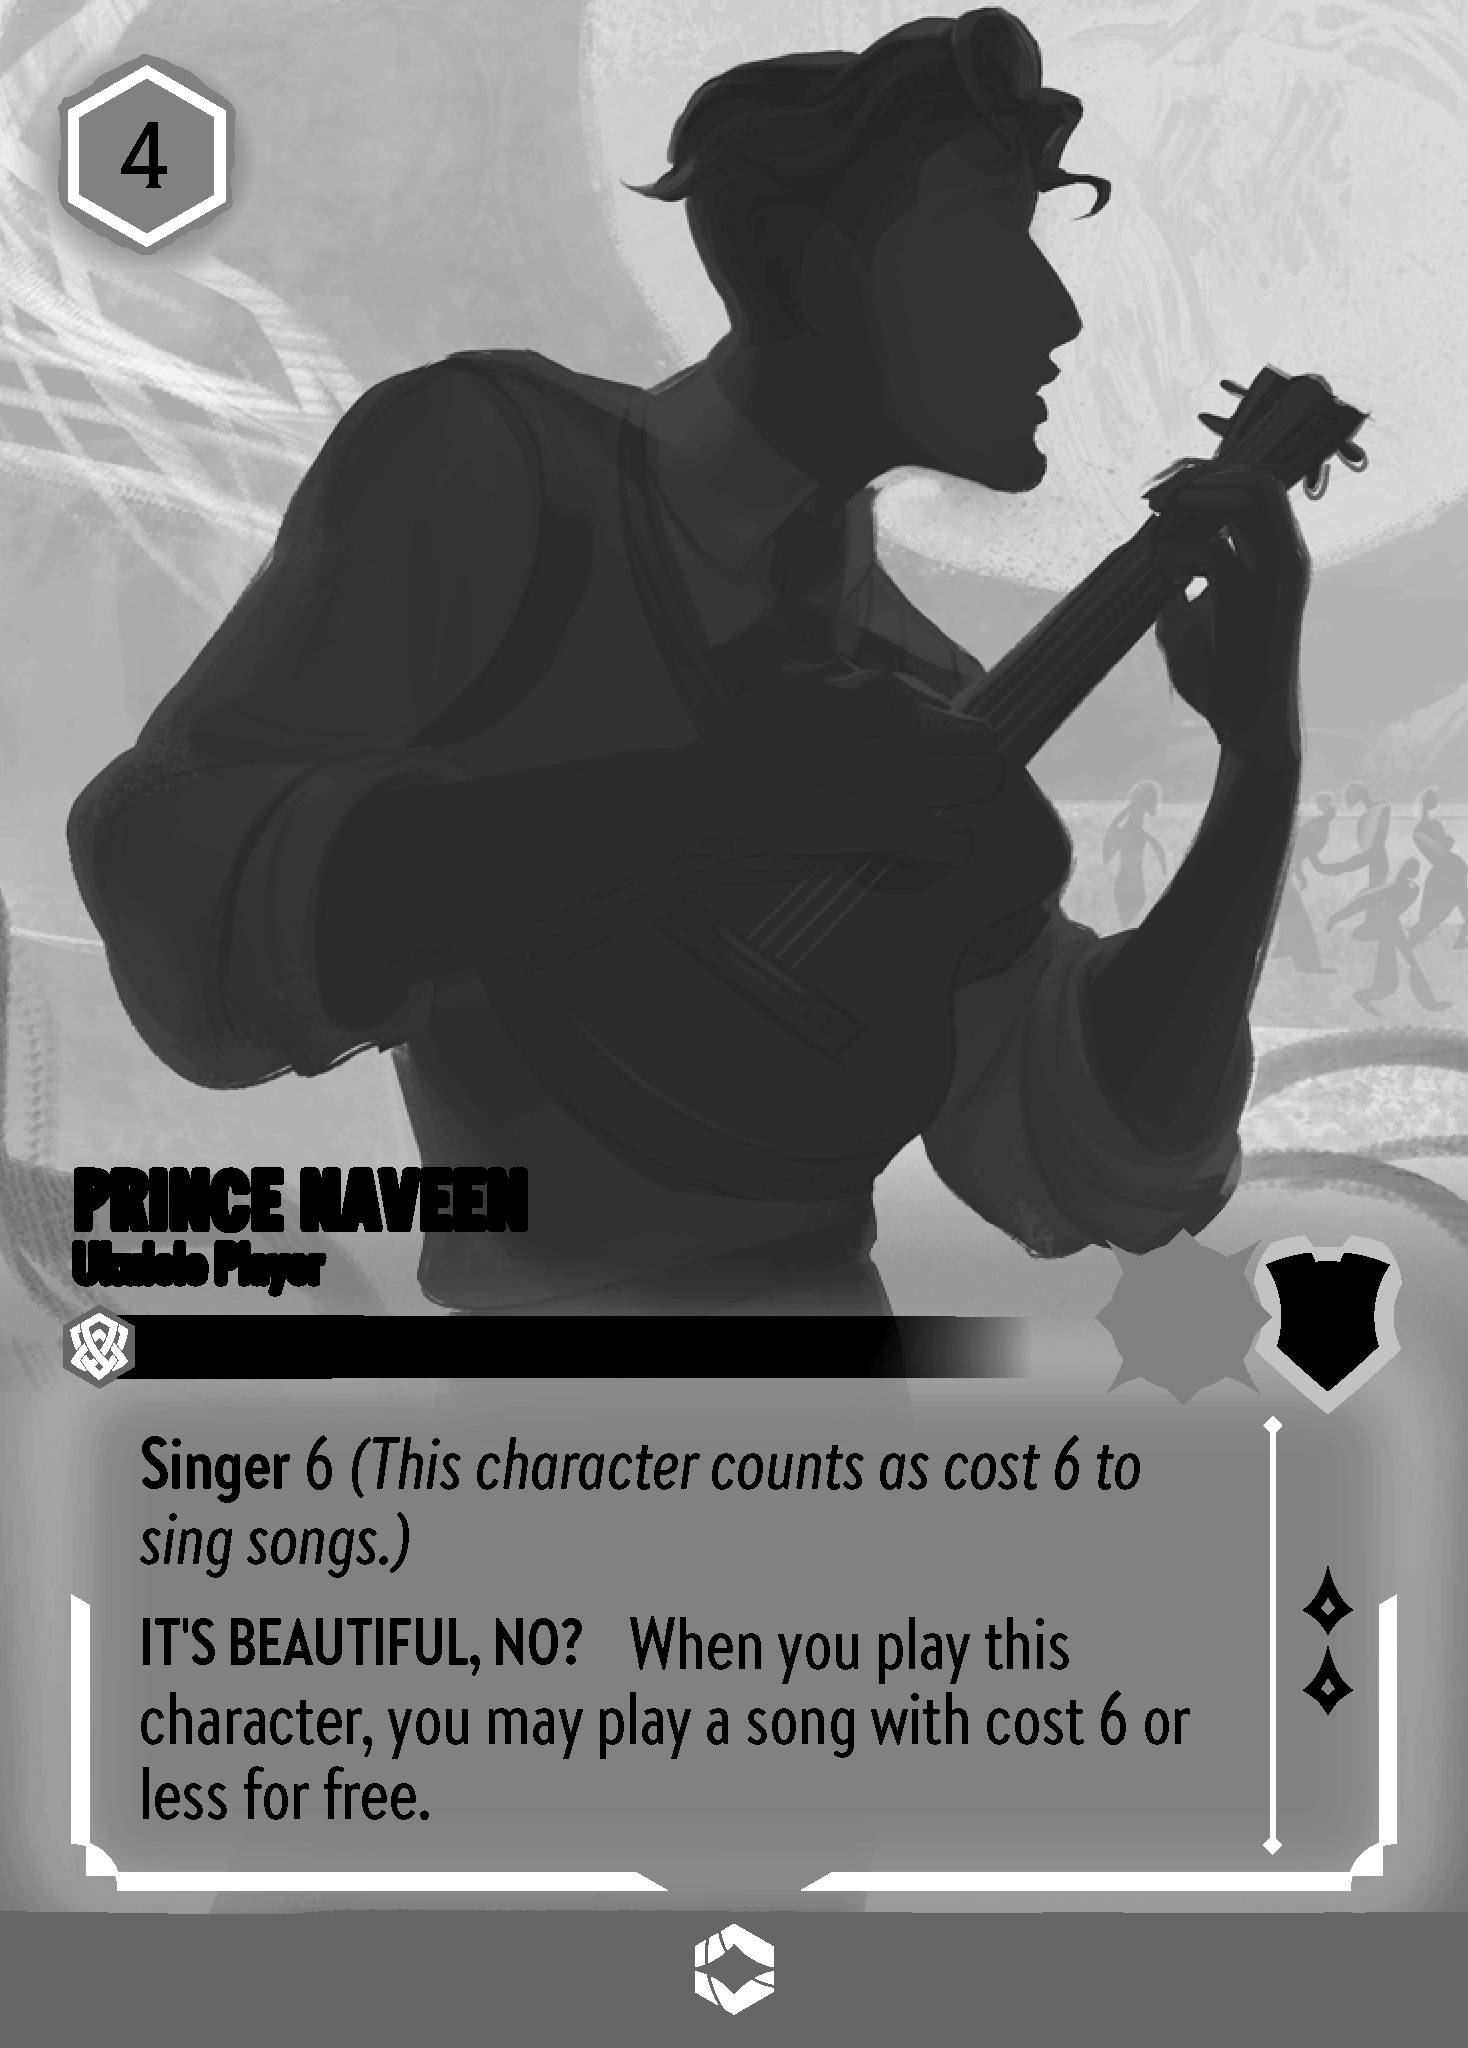 4
PRINCE NAVEEN
Ukulele Player
Singer 6 (This character counts as cost 6 to
sing songs.)
IT'S BEAUTIFUL, NO? When you play this
character, you may play a song with cost 6 or
less for free.